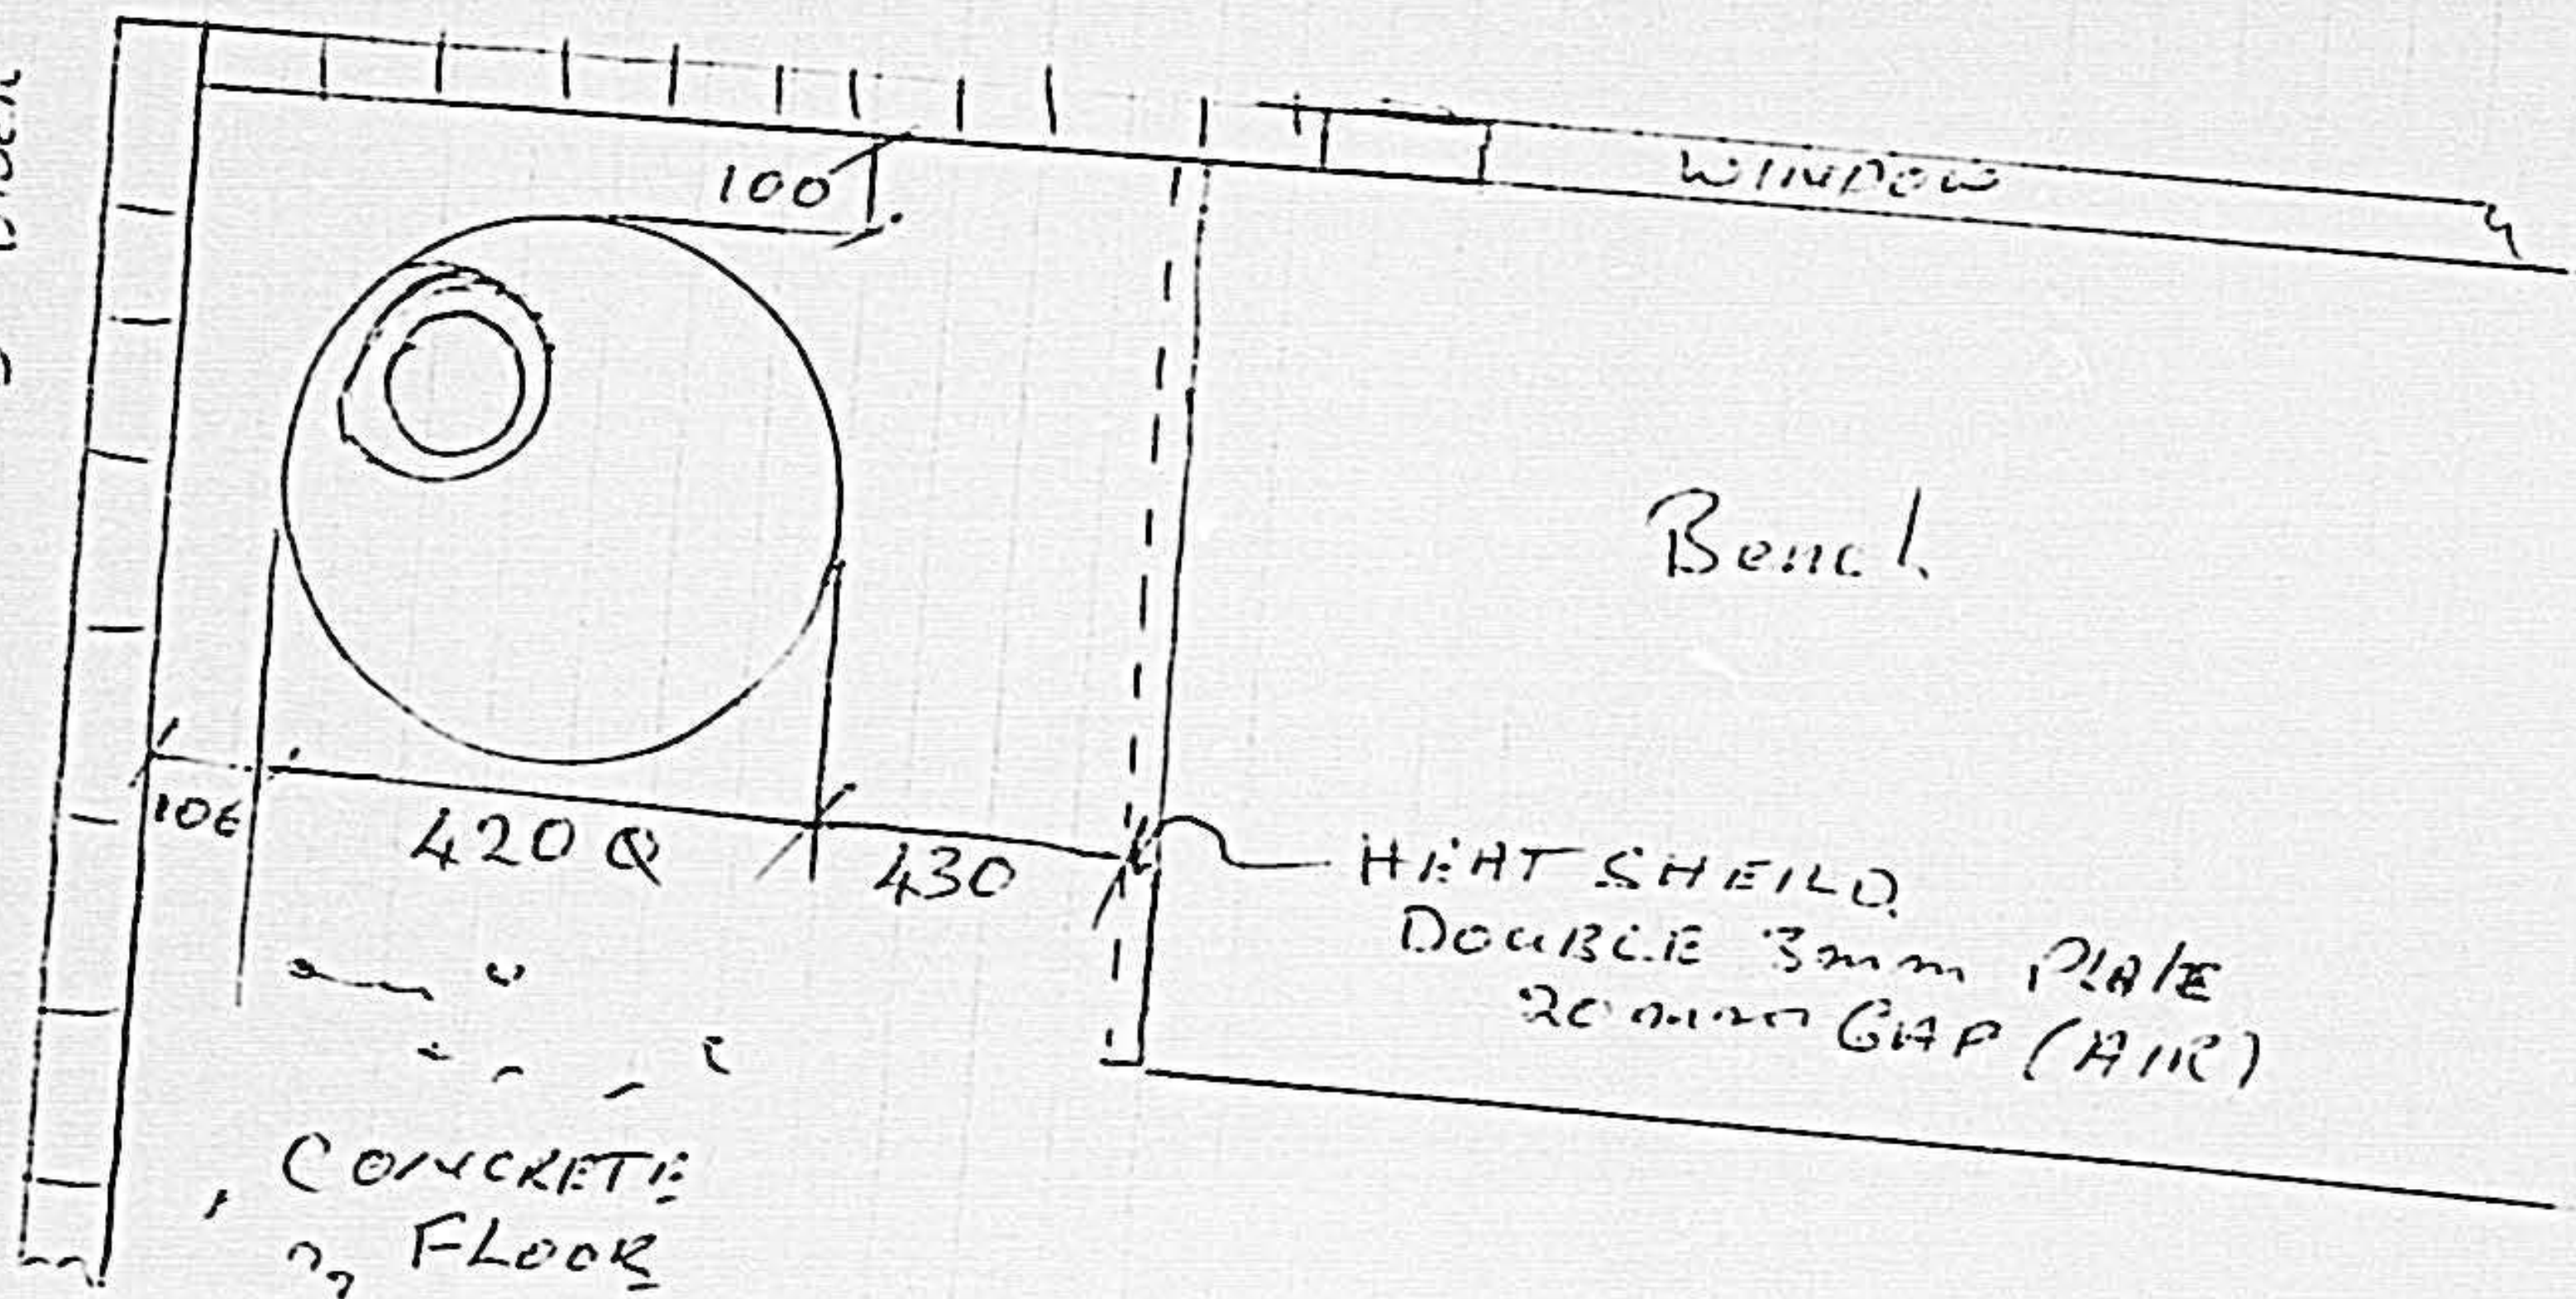 WINDOW
100
Bench
106
420 Q
430
HEAT SHEILD
DOUBLE 3mm PLATE
20mm GAP (AIR)
CONCRETE
FLOOR